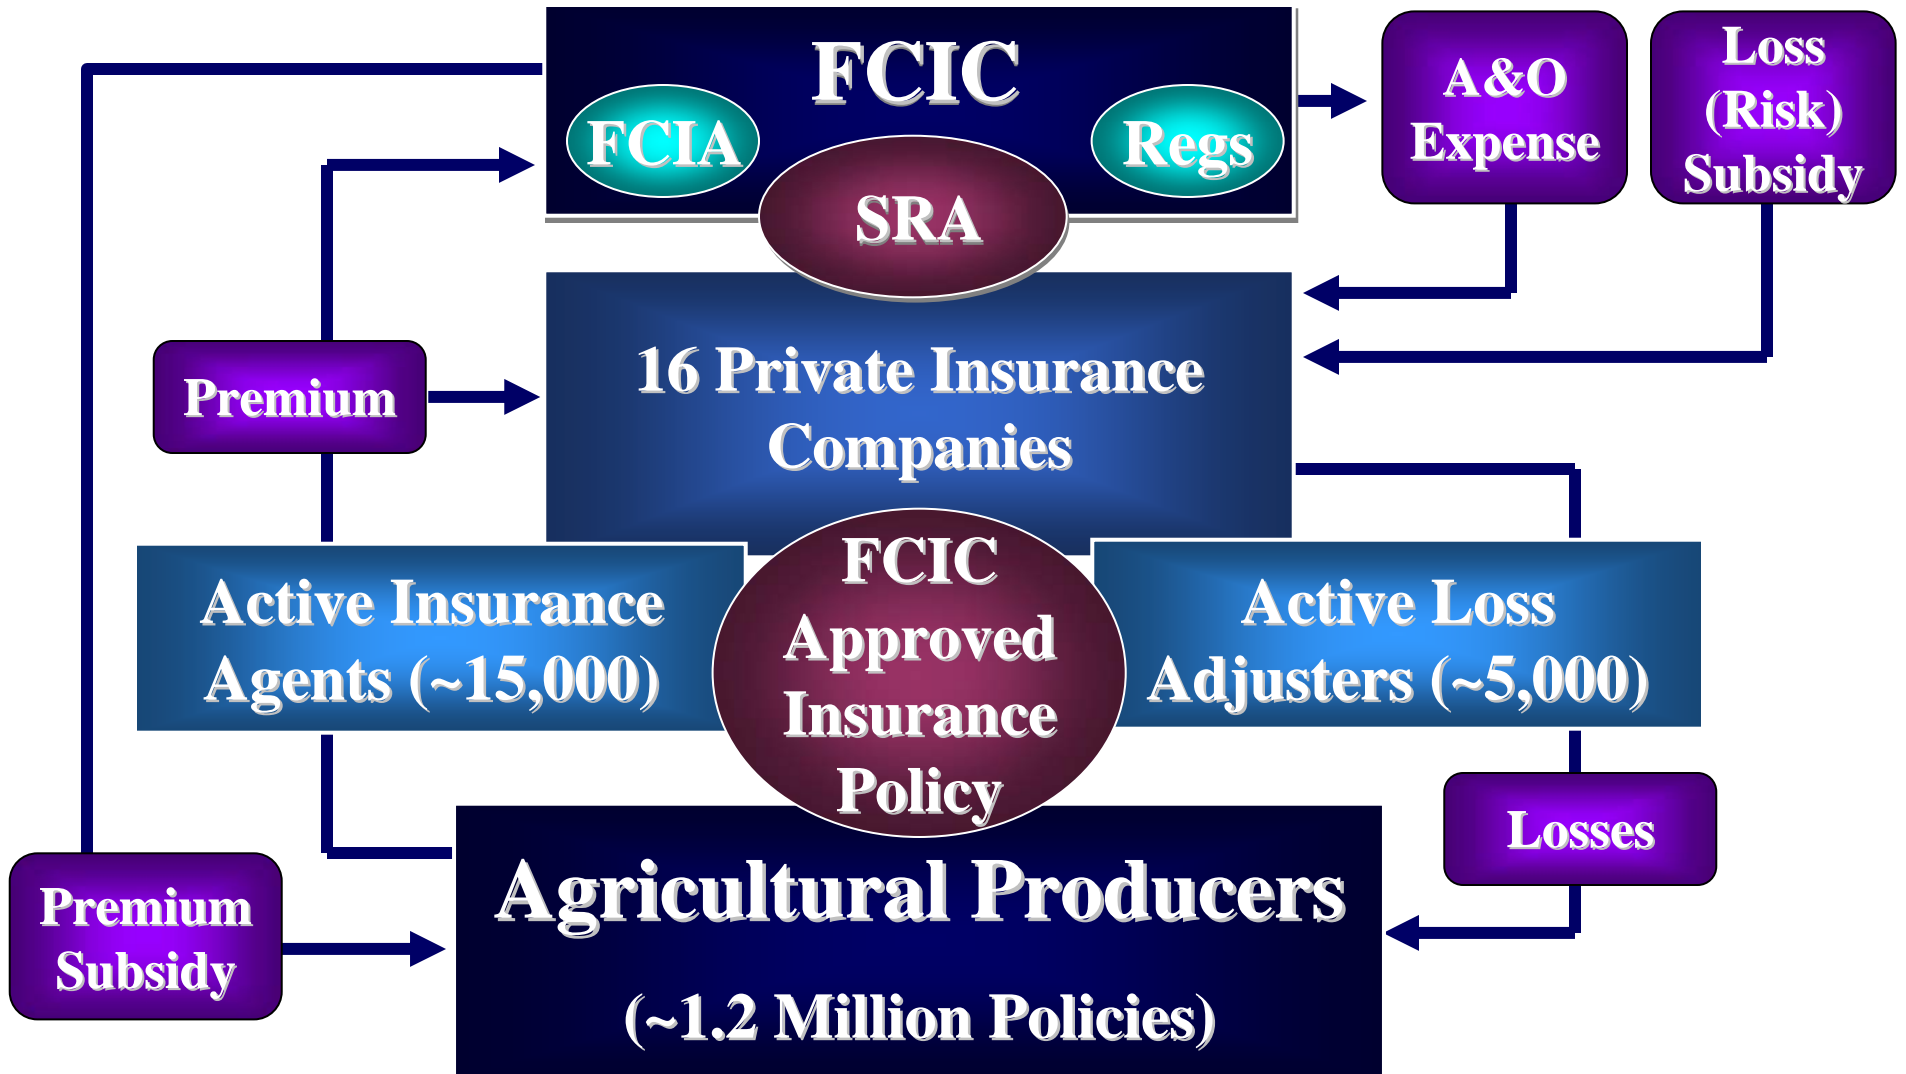 FCIC
FCIA
Regs
SRA
A&O
Expense
Loss
(Risk)
Subsidy
Premium
16 Private Insurance
Companies
Active Insurance
Agents (~15,000)
FCIC
Approved
Insurance
Policy
Active Loss
Adjusters (~5,000)
Losses
Premium
Subsidy
Agricultural Producers
(~1.2 Million Policies)